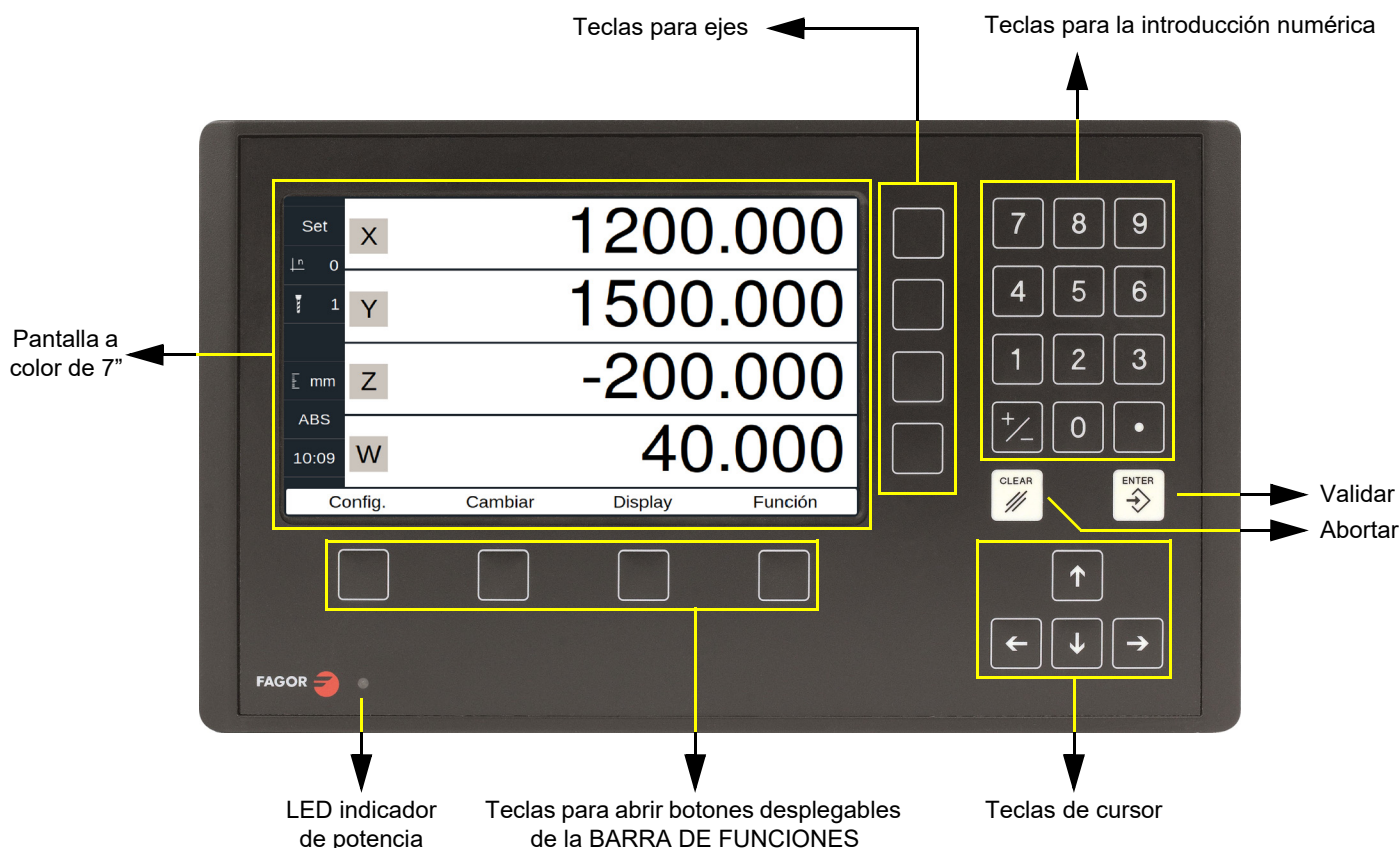 Teclas para ejes
Teclas para la introducción numérica
Set
X
1200.000
n
0
1
Y
1500.000
mm
Z
-200.000
ABS
10:09
W
40.000
Config. Cambiar Display Función
7 8 9
4 5 6
1 2 3
+/- 0 •
CLEAR
ENTER
Pantalla a
color de 7”
Validar
Abortar
FAGOR
LED indicador
de potencia
Teclas para abrir botones desplegables
de la BARRA DE FUNCIONES
Teclas de cursor